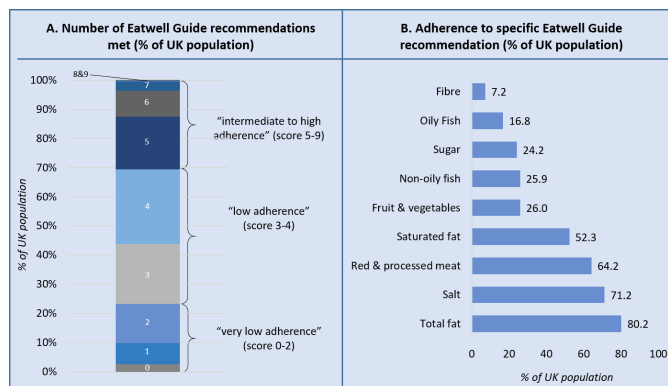 A. Number of Eatwell Guide recommendations
met (% of UK population)
8&9
100%
90%
80%
70%
60%
50%
40%
30%
20%
10%
0%
% of UK population
7
6
5
4
3
2
1
0
“intermediate to high
adherence” (score 5-9)
“low adherence”
(score 3-4)
“very low adherence”
(score 0-2)
B. Adherence to specific Eatwell Guide
recommendation (% of UK population)
Fibre 7.2
Oily Fish 16.8
Sugar 24.2
Non-oily fish 25.9
Fruit & vegetables 26.0
Saturated fat 52.3
Red & processed meat 64.2
Salt 71.2
Total fat 80.2
0 20 40 60 80 100
% of UK population